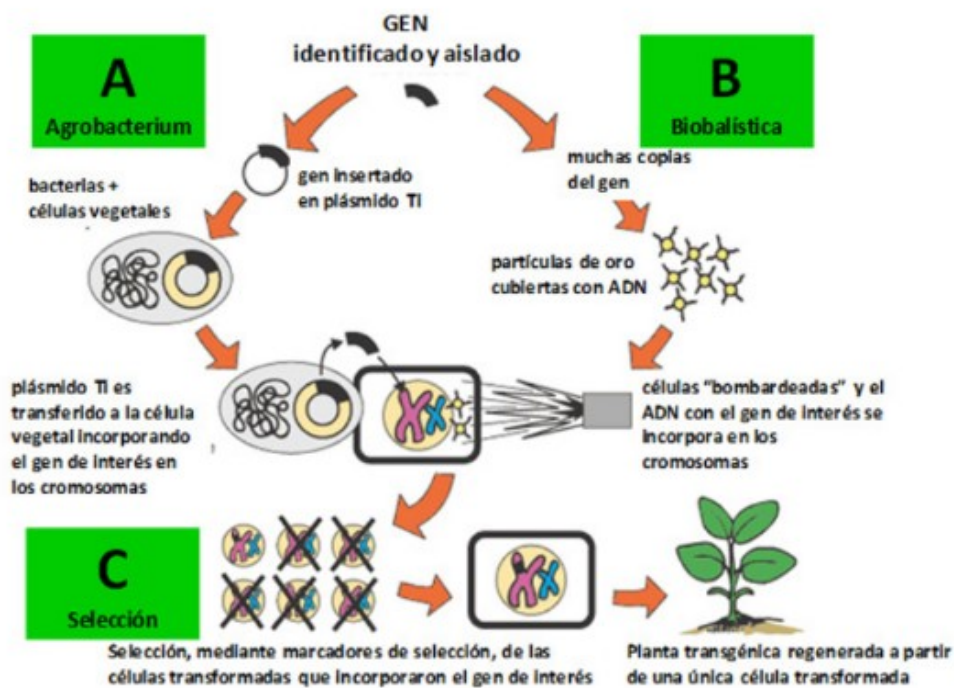 GEN
identificado y aislado
A
Agrobacterium
B
Biobalística
bacterias +
células vegetales
gen insertado
en plásmido TI
muchas copias
del gen
partículas de oro
cubiertas con ADN
plásmido TI es
transferido a la célula
vegetal incorporando
el gen de interés en
los cromosomas
células "bombardeadas" y el
ADN con el gen de interés se
incorpora en los
cromosomas
C
Selección
Selección, mediante marcadores de selección, de las
células transformadas que incorporaron el gen de interés
Planta transgénica regenerada a partir
de una única célula transformada